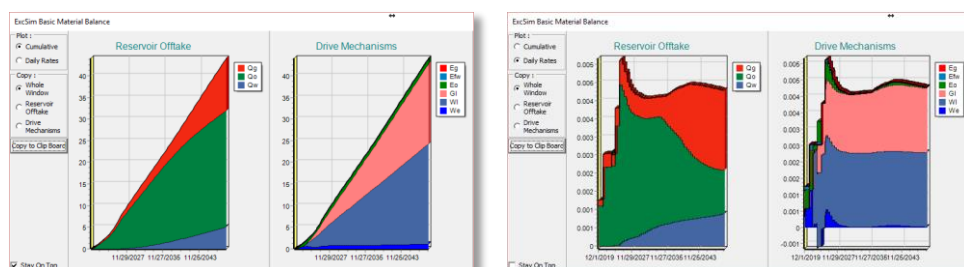 ExcSim Basic Material Balance
Plot :
Cumulative
Daily Rates
Copy :
Whole
Window
Reservoir
Offtake
Drive
Mechanisms
Copy to Clip Board
Stay On Top
Reservoir Offtake
40
35
30
25
20
15
10
5
0
11/29/2027 11/27/2036 11/26/2043
Qg
Qo
Qw
Drive Mechanisms
40
35
30
25
20
15
10
5
0
11/29/2027 11/27/2036 11/26/2043
Eg
Efw
Eo
GI
WI
We
ExcSim Basic Material Balance
Plot :
Cumulative
Daily Rates
Copy :
Whole
Window
Reservoir
Offtake
Drive
Mechanisms
Copy to Clip Board
Stay On Top
Reservoir Offtake
0.005
0.004
0.004
0.003
0.003
0.002
0.002
0.001
0.001
0
12/1/2019 11/29/2027 11/27/2036 11/26/2043
Qg
Qo
Qw
Drive Mechanisms
0.005
0.004
0.004
0.003
0.003
0.002
0.002
0.001
0.001
0.000
-0.001
12/1/2019 11/29/2027 11/27/2036 11/26/2043
Eg
Efw
Eo
GI
WI
We